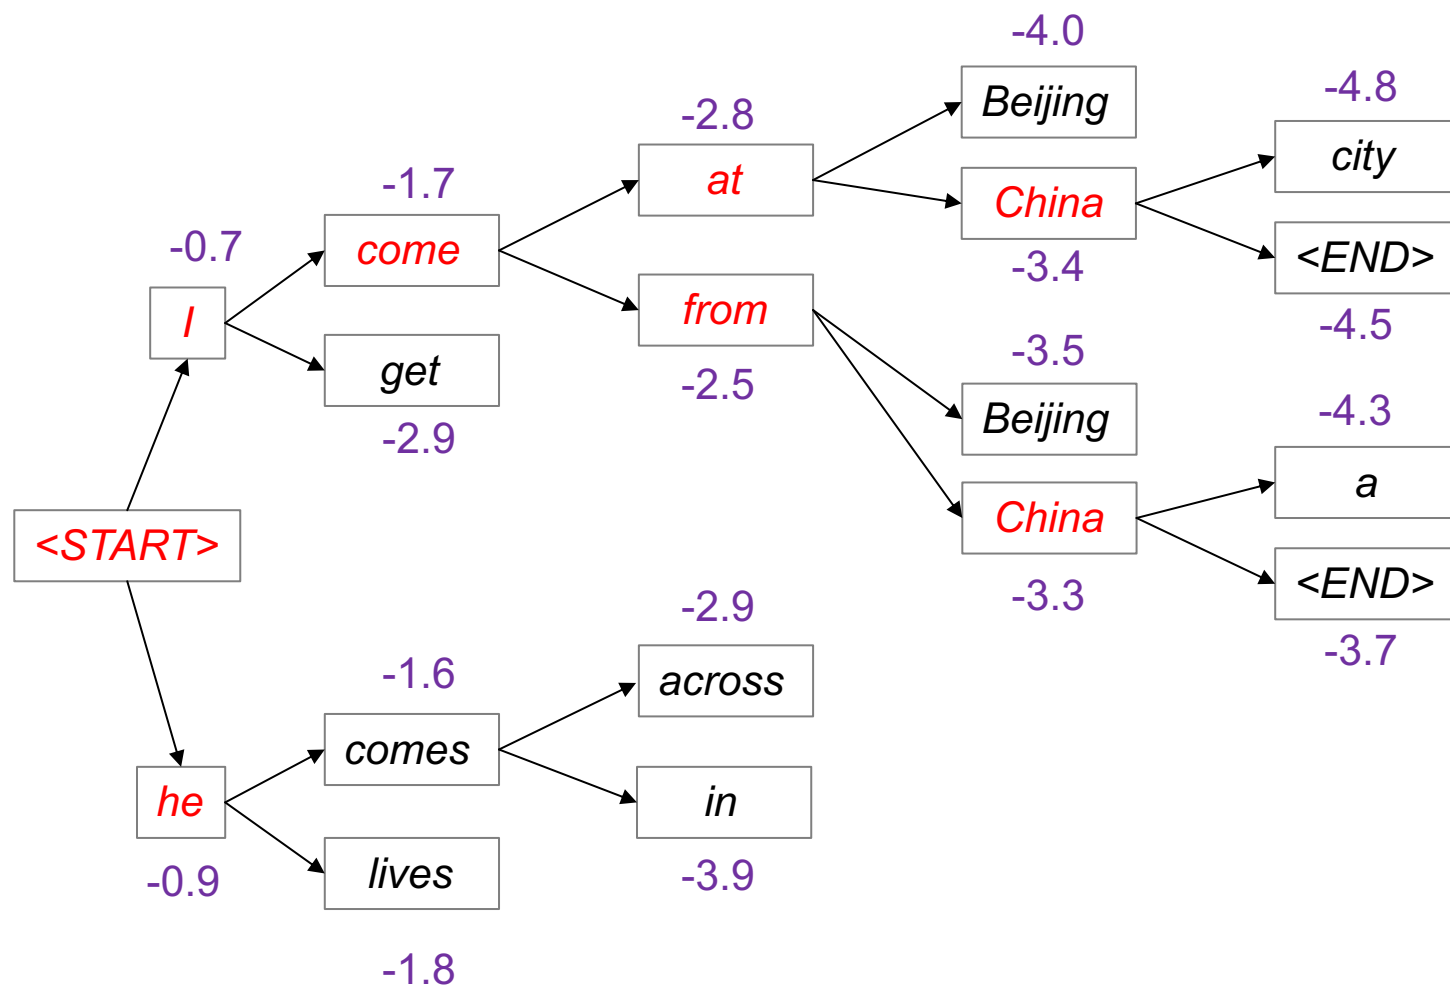 -4.0
Beijing
-4.8
city
-2.8
at
China
-3.4
<END>
-4.5
-1.7
come
-0.7
I
from
-2.5
-3.5
Beijing
get
-2.9
-4.3
a
<START>
China
-3.3
<END>
-3.7
-2.9
across
-1.6
comes
he
-0.9
in
-3.9
lives
-1.8